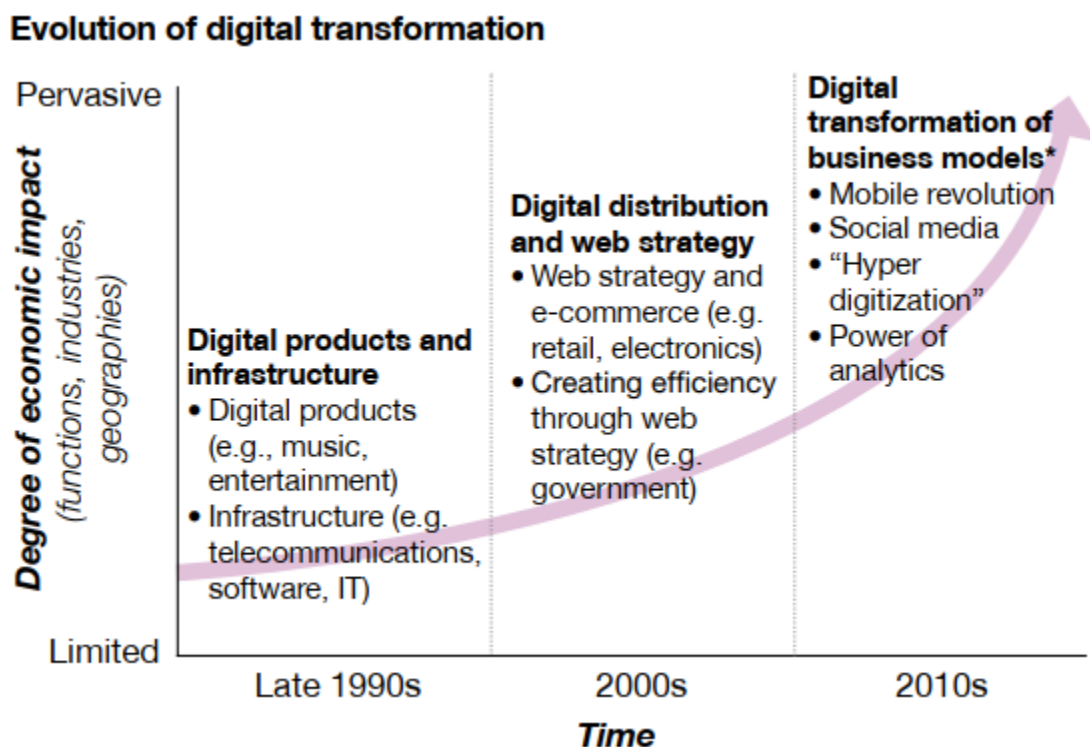 Evolution of digital transformation
Pervasive
Limited
Degree of economic impact
(functions, industries,
geographies)
Digital products and
infrastructure
• Digital products
(e.g., music,
entertainment)
• Infrastructure (e.g.
telecommunications,
software, IT)
Digital distribution
and web strategy
• Web strategy and
e-commerce (e.g.
retail, electronics)
• Creating efficiency
through web
strategy (e.g.
government)
Digital
transformation of
business models*
• Mobile revolution
• Social media
• “Hyper
digitization”
• Power of
analytics
Late 1990s
2000s
2010s
Time